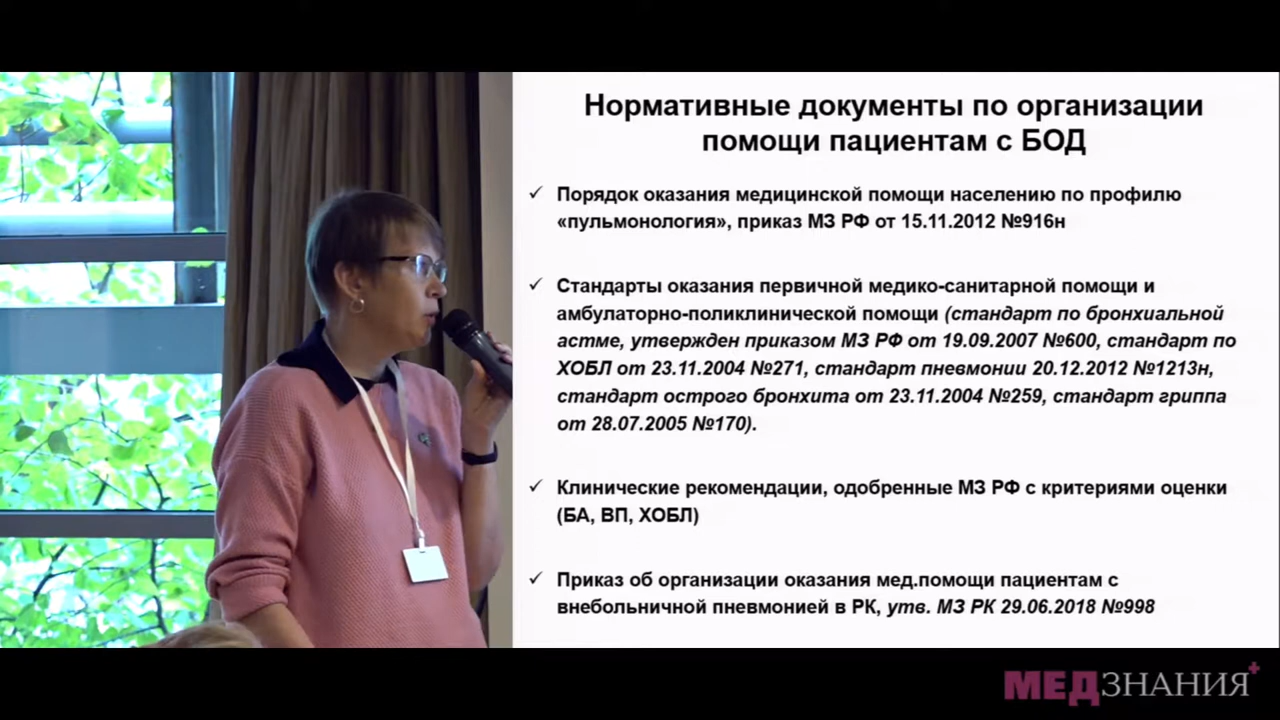 Нормативные документы по организации
помощи пациентам с БОД
✓ Порядок оказания медицинской помощи населению по профилю
«пульмонология», приказ МЗ РФ от 15.11.2012 №916н
✓ Стандарты оказания первичной медико-санитарной помощи и
амбулаторно-поликлинической помощи (стандарт по бронхиальной
астме, утвержден приказом МЗ РФ от 19.09.2007 №600, стандарт по
ХОБЛ от 23.11.2004 №271, стандарт пневмонии 20.12.2012 №1213н,
стандарт острого бронхита от 23.11.2004 №259, стандарт гриппа
от 28.07.2005 №170).
✓ Клинические рекомендации, одобренные МЗ РФ с критериями оценки
(БА, ВП, ХОБЛ)
✓ Приказ об организации оказания мед.помощи пациентам с
внебольничной пневмонией в РК, утв. МЗ РК 29.06.2018 №998
МЕДЗНАНИЯ+